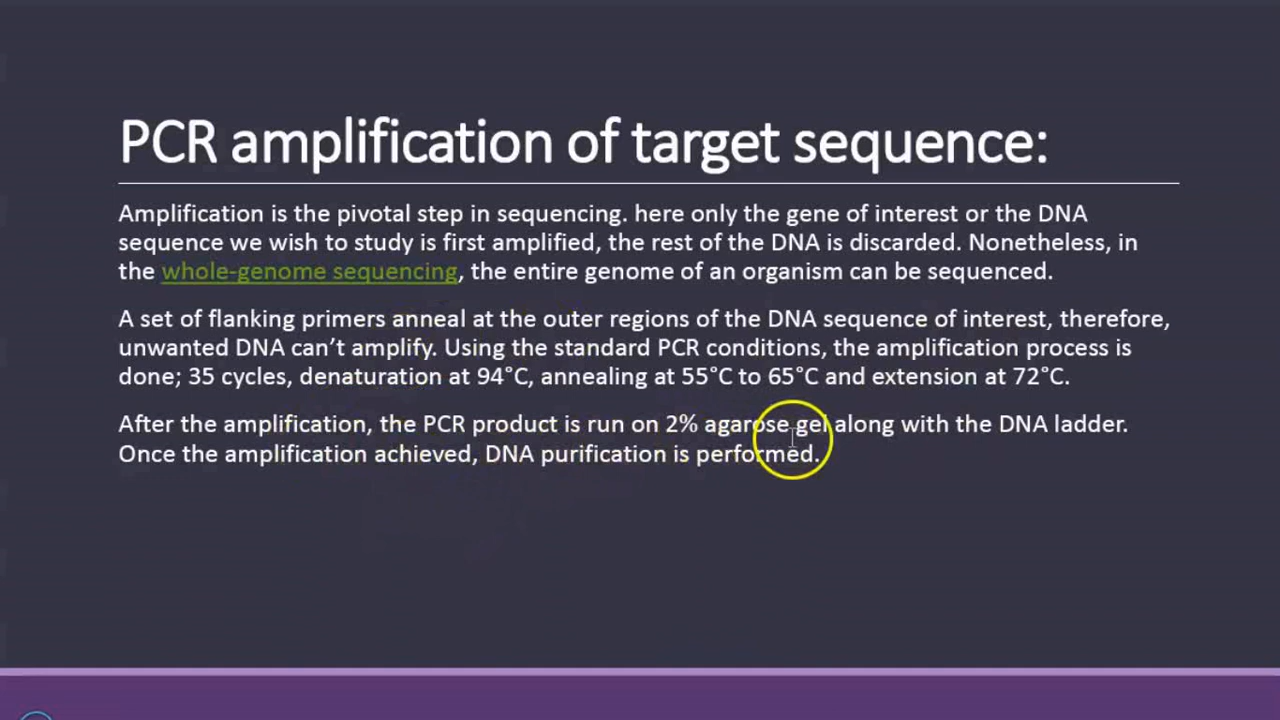 PCR amplification of target sequence:
Amplification is the pivotal step in sequencing. here only the gene of interest or the DNA
sequence we wish to study is first amplified, the rest of the DNA is discarded. Nonetheless, in
the whole-genome sequencing, the entire genome of an organism can be sequenced.
A set of flanking primers anneal at the outer regions of the DNA sequence of interest, therefore,
unwanted DNA can’t amplify. Using the standard PCR conditions, the amplification process is
done; 35 cycles, denaturation at 94°C, annealing at 55°C to 65°C and extension at 72°C.
After the amplification, the PCR product is run on 2% agarose gel along with the DNA ladder.
Once the amplification achieved, DNA purification is performed.